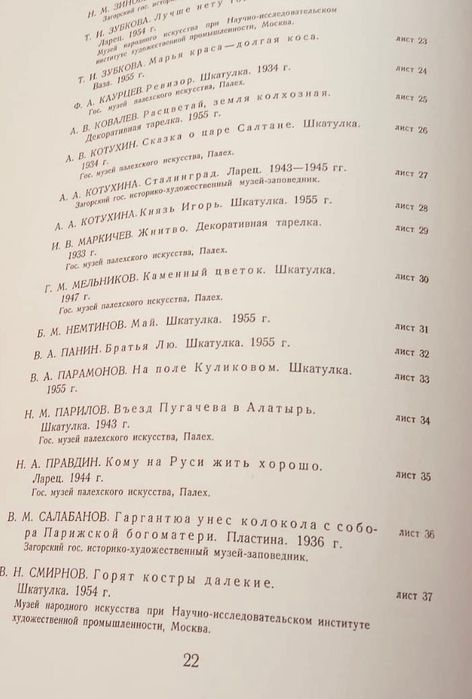 Н. М. ЗИНОВ
Загорский гос. истори
Т. И. ЗУБКОВА. Лучше нету то
Ларец. 1954 г.
Музей народного искусства при Научно-исследовательском
институте художественной промышленности, Москва.
лист 23
Т. И. ЗУБКОВА. Марья краса—долгая коса.
Ваза. 1955 г.
лист 24
Ф. А. КАУРЦЕВ. Ревизор. Шкатулка. 1934 г.
Гос. музей палехского искусства, Палех.
лист 25
А. В. КОВАЛЕВ. Расцветай, земля колхозная.
Декоративная тарелка. 1955 г.
лист 26
А. В. КОТУХИН. Сказка о царе Салтане. Шкатулка.
1934 г.
Гос. музей палехского искусства, Палех.
лист 27
А. А. КОТУХИНА. Сталинград. Ларец. 1943—1945 гг.
Загорский гос. историко-художественный музей-заповедник.
А. А. КОТУХИНА. Князь Игорь. Шкатулка. 1955 г.
лист 28
И. В. МАРКИЧЕВ. Жнитво. Декоративная тарелка.
1933 г.
Гос. музей палехского искусства, Палех.
лист 29
Г. М. МЕЛЬНИКОВ. Каменный цветок. Шкатулка.
1947 г.
Гос. музей палехского искусства, Палех.
лист 30
Б. М. НЕМТИНОВ. Май. Шкатулка. 1955 г.
лист 31
В. А. ПАНИН. Братья Лю. Шкатулка. 1955 г.
лист 32
В. А. ПАРАМОНОВ. На поле Куликовом. Шкатулка.
1955 г.
лист 33
Н. М. ПАРИЛОВ. Въезд Пугачева в Алатырь.
Шкатулка. 1943 г.
Гос. музей палехского искусства, Палех.
лист 34
Н. А. ПРАВДИН. Кому на Руси жить хорошо.
Ларец. 1944 г.
Гос. музей палехского искусства, Палех.
лист 35
В. М. САЛАБАНОВ. Гаргантюа унес колокола с собо-
ра Парижской богоматери. Пластина. 1936 г.
Загорский гос. историко-художественный музей-заповедник.
лист 36
В. Н. СМИРНОВ. Горят костры далекие.
Шкатулка. 1954 г.
Музей народного искусства при Научно-исследовательском институте
художественной промышленности, Москва.
лист 37
22